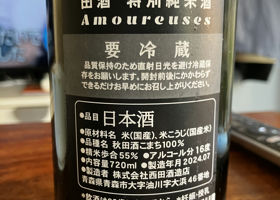 田酒 特別純米酒
Amoureuses
要冷蔵
品質保持のため直射日光を避け冷蔵保
存をお願いします。開封前後にかかわらず
できるだけお早めにお召し上がりください。
●品目 日本酒
●原材料名 米(国産)、米こうじ(国産米)
●品種名 秋田酒こまち100%
●精米歩合55% ●アルコール分16度
●内容量720ml ●製造年月2024.07
●製造者 株式会社西田酒造店
青森県青森市大字油川字大浜46番地